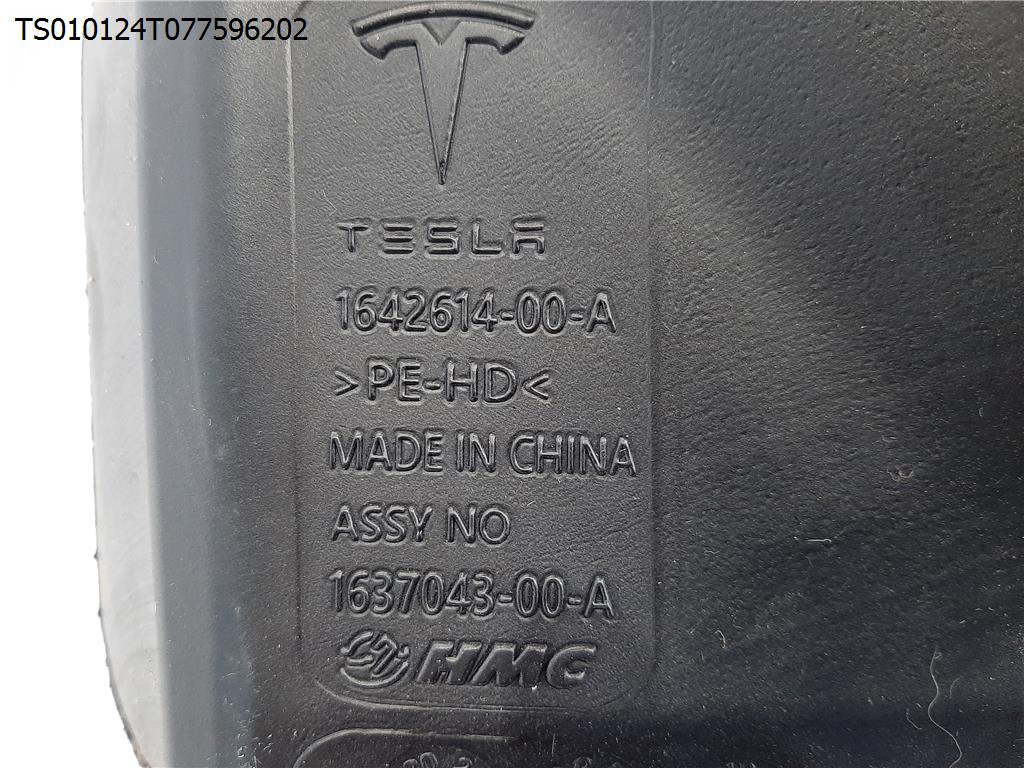 TS010124T077596202
TESLA
1642614-00-A
>PE-HD<
MADE IN CHINA
ASSY NO
1637043-00-A
HMC